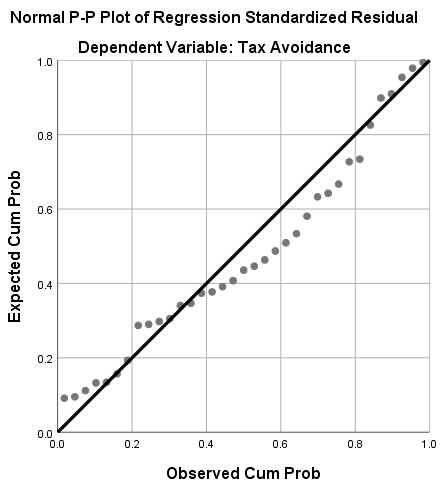 Normal P-P Plot of Regression Standardized Residual
Dependent Variable: Tax Avoidance
1.0
0.8
0.6
0.4
0.2
0.0
Expected Cum Prob
0.0 0.2 0.4 0.6 0.8 1.0
Observed Cum Prob